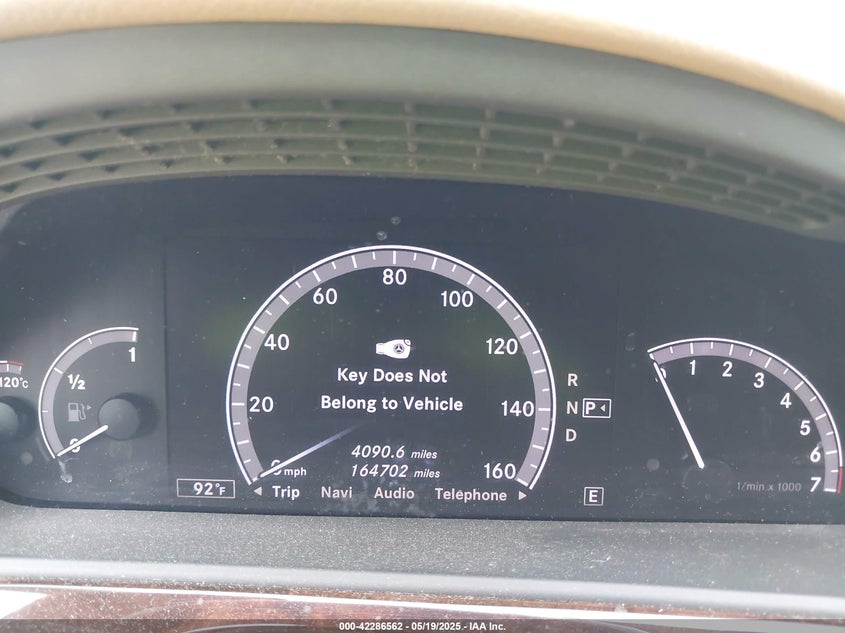 80
60
100
40
120
20
140
0
mph
160
Key Does Not
Belong to Vehicle
4090.6 miles
164702 miles
Trip Navi Audio Telephone
120°C
1
½
0
92°F
R
N P
D
E
0
1
2
3
4
5
6
7
1/min x 1000
000-42286562 - 05/19/2025 - IAA Inc.